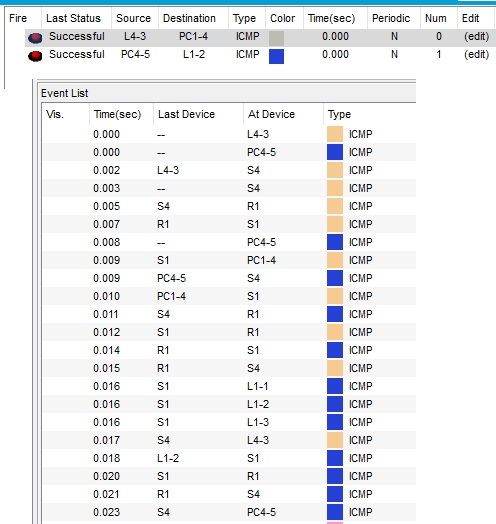 Fire Last Status Source Destination Type Color Time(sec) Periodic Num Edit
Successful L4-3 PC1-4 ICMP 0.000 N 0 (edit)
Successful PC4-5 L1-2 ICMP 0.000 N 1 (edit)
Event List
Vis. Time(sec) Last Device At Device Type
0.000 -- L4-3 ICMP
0.000 -- PC4-5 ICMP
0.002 L4-3 S4 ICMP
0.003 -- S4 ICMP
0.005 S4 R1 ICMP
0.007 R1 S1 ICMP
0.008 -- PC4-5 ICMP
0.009 S1 PC1-4 ICMP
0.009 PC4-5 S4 ICMP
0.010 PC1-4 S1 ICMP
0.011 S4 R1 ICMP
0.012 S1 R1 ICMP
0.014 R1 S1 ICMP
0.015 R1 S4 ICMP
0.016 S1 L1-1 ICMP
0.016 S1 L1-2 ICMP
0.016 S1 L1-3 ICMP
0.017 S4 L4-3 ICMP
0.018 L1-2 S1 ICMP
0.020 S1 R1 ICMP
0.021 R1 S4 ICMP
0.023 S4 PC4-5 ICMP